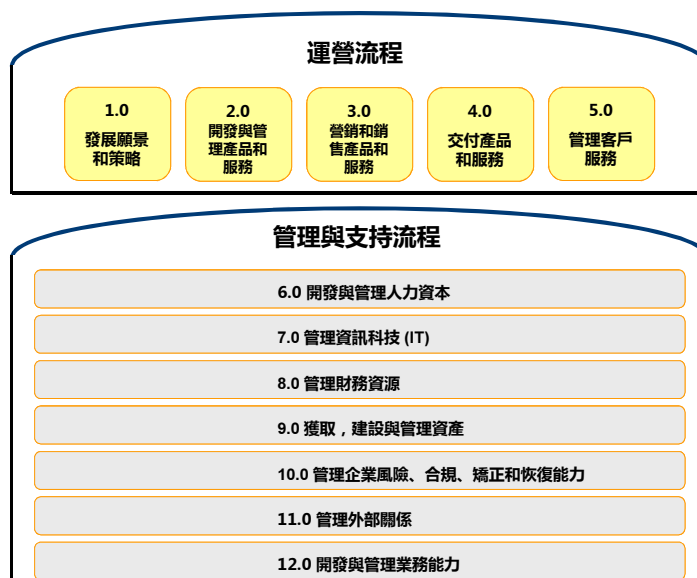 運營流程
1.0
發展願景
和策略
2.0
開發與管
理產品和
服務
3.0
營銷和銷
售產品和
服務
4.0
交付產品
和服務
5.0
管理客戶
服務
管理與支持流程
6.0 開發與管理人力資本
7.0 管理資訊科技 (IT)
8.0 管理財務資源
9.0 獲取，建設與管理資產
10.0 管理企業風險、合規、矯正和恢復能力
11.0 管理外部關係
12.0 開發與管理業務能力